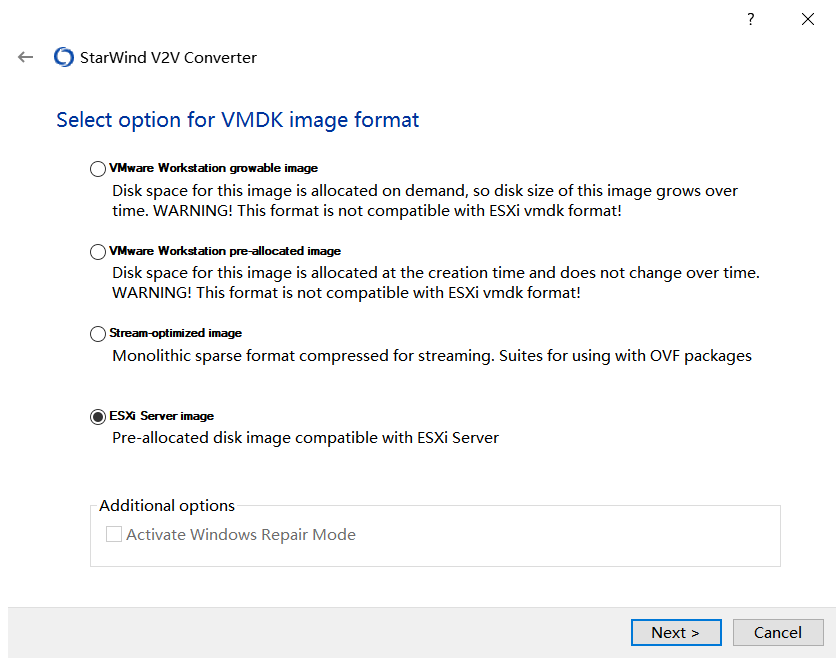 ?
StarWind V2V Converter
Select option for VMDK image format
VMware Workstation growable image
Disk space for this image is allocated on demand, so disk size of this image grows over
time. WARNING! This format is not compatible with ESXi vmdk format!
VMware Workstation pre-allocated image
Disk space for this image is allocated at the creation time and does not change over time.
WARNING! This format is not compatible with ESXi vmdk format!
Stream-optimized image
Monolithic sparse format compressed for streaming. Suites for using with OVF packages
ESXi Server image
Pre-allocated disk image compatible with ESXi Server
Additional options
Activate Windows Repair Mode
Next >
Cancel